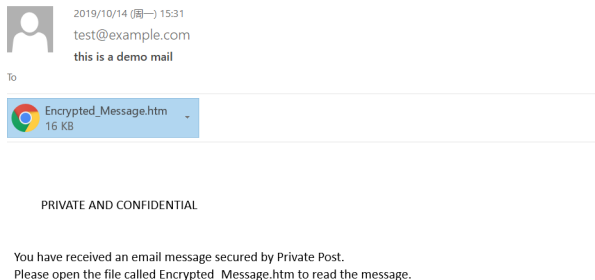 2019/10/14 (周一) 15:31
test@example.com
this is a demo mail
To
Encrypted_Message.htm
16 KB
PRIVATE AND CONFIDENTIAL
You have received an email message secured by Private Post.
Please open the file called Encrypted_Message.htm to read the message.